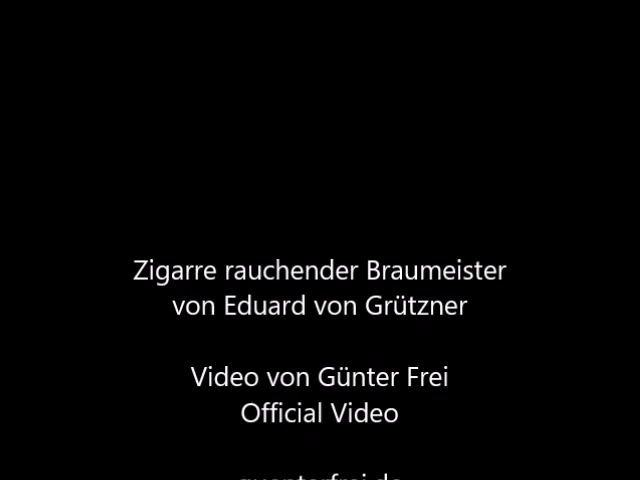 Zigarre rauchender Braumeister
von Eduard von Grützner
Video von Günter Frei
Official Video